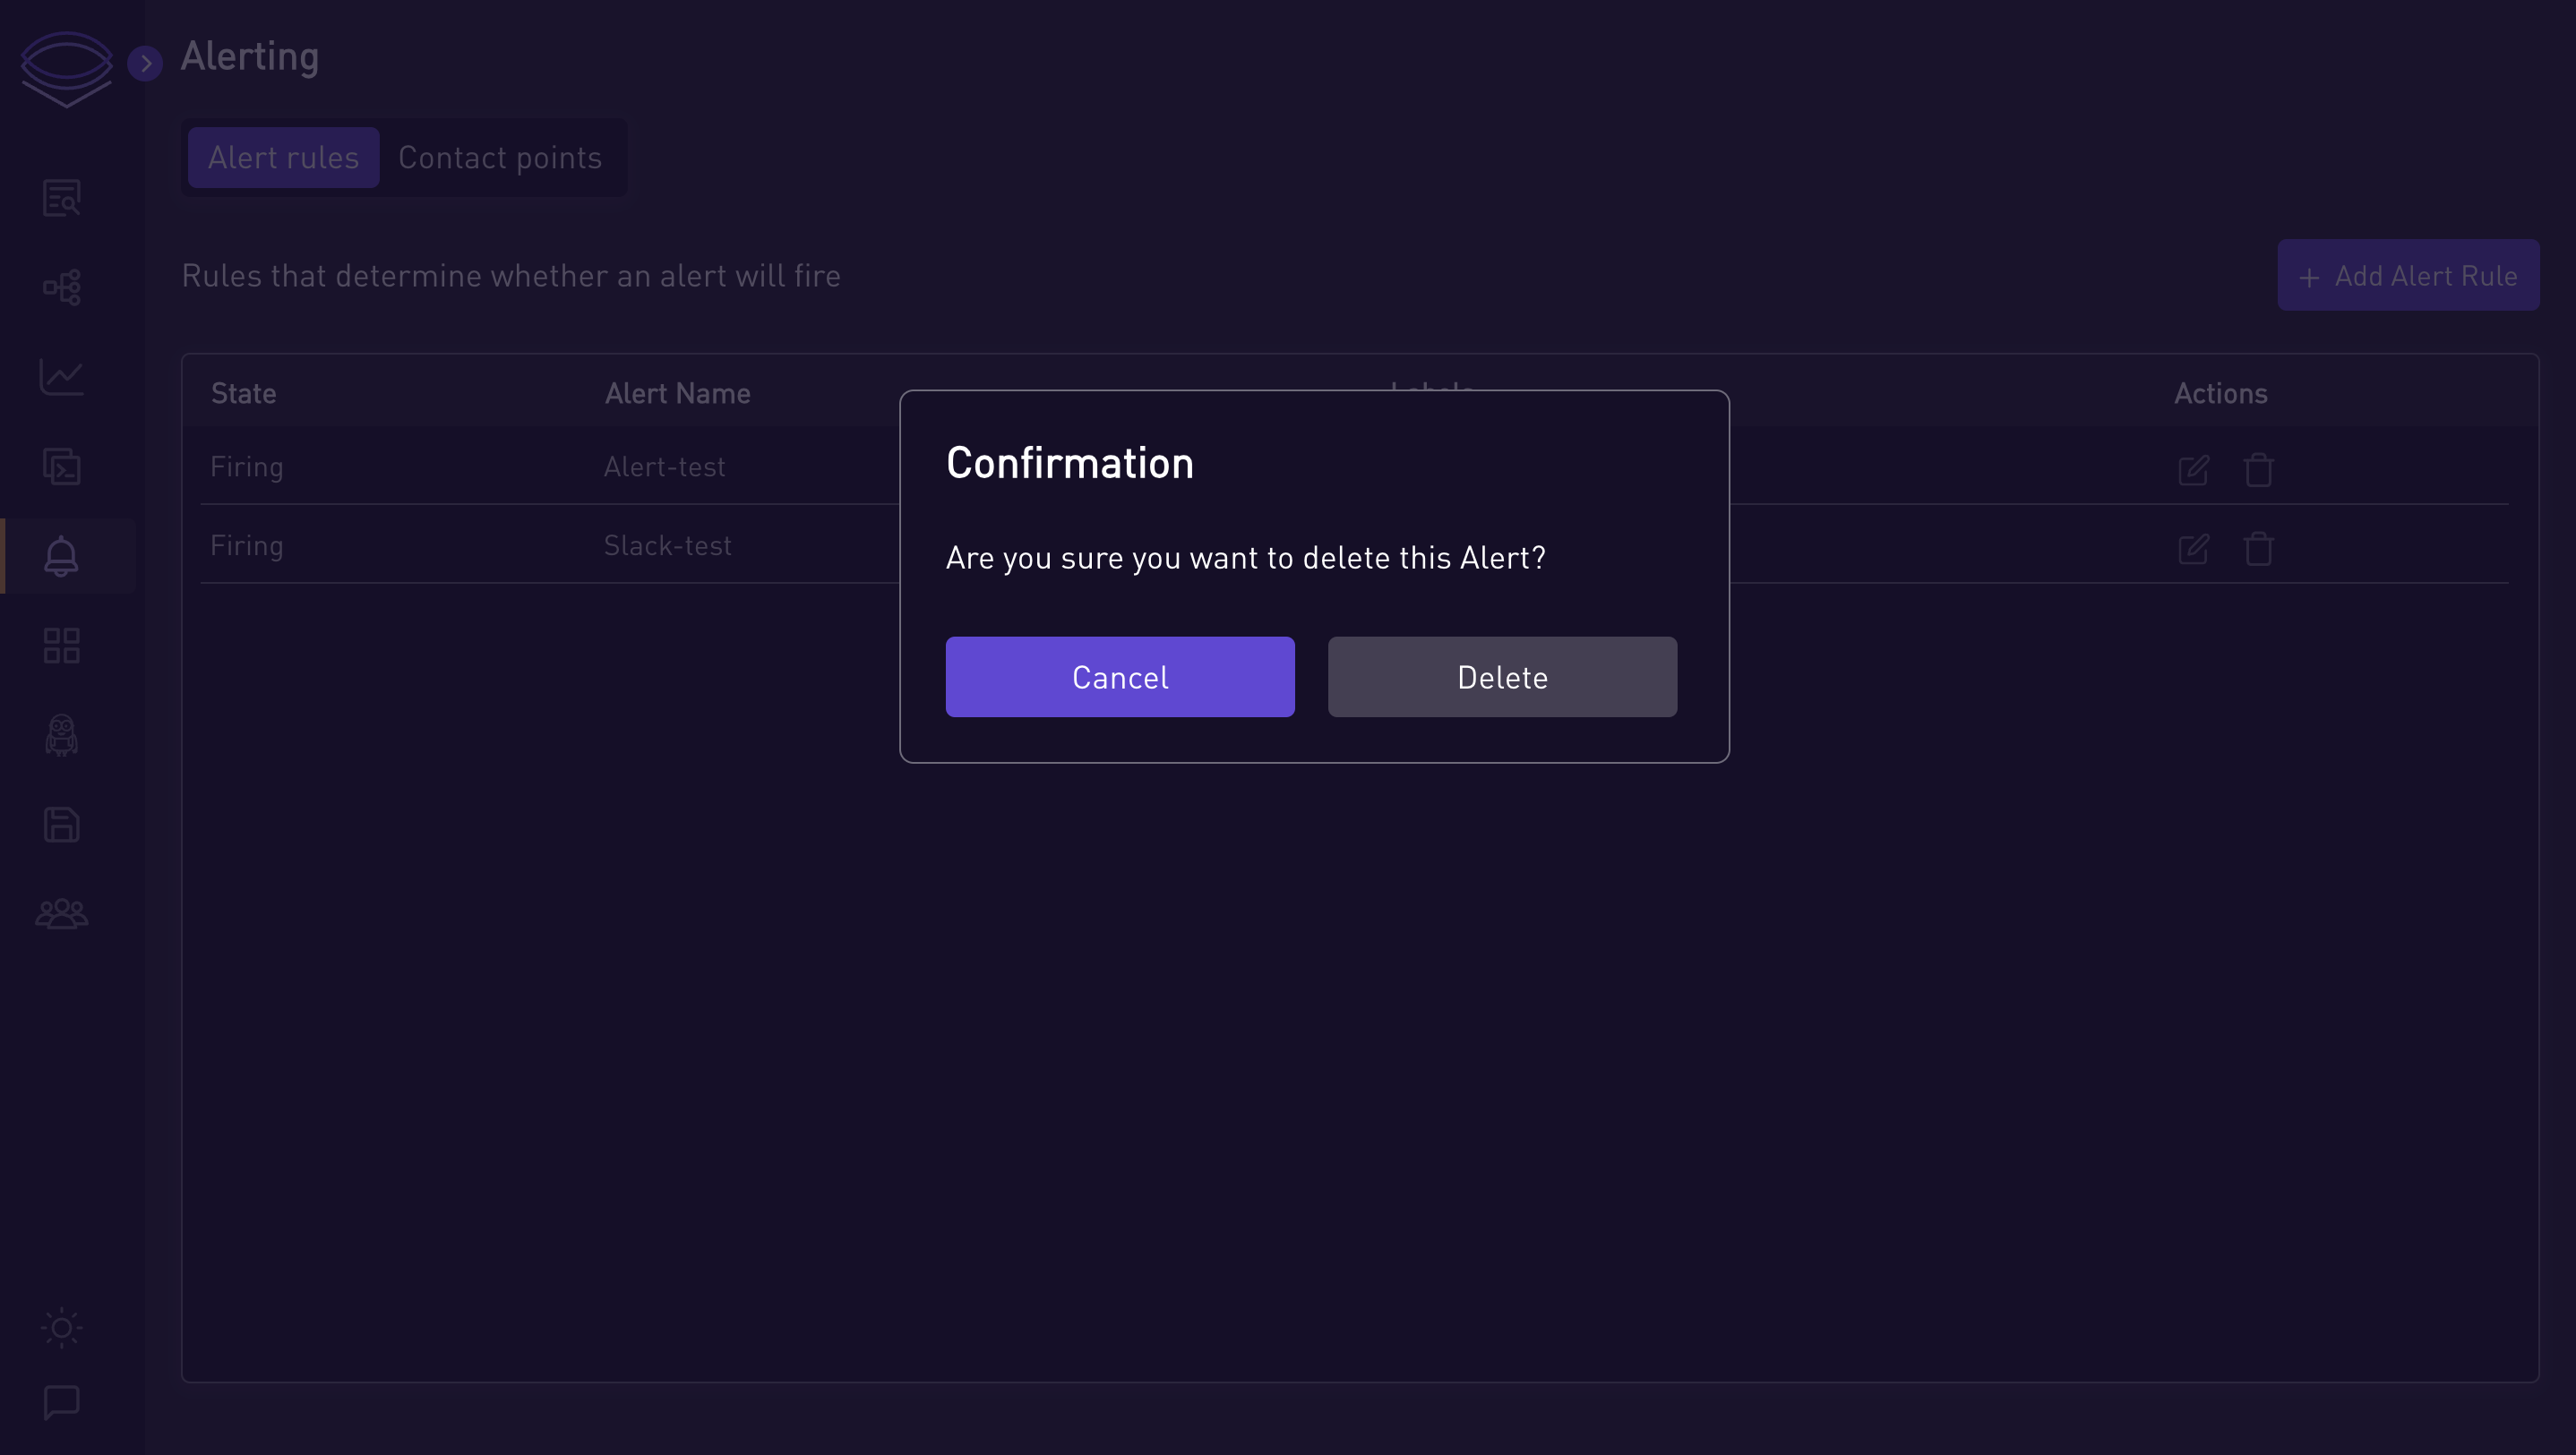 Alerting
Alert rules Contact points
Rules that determine whether an alert will fire
+ Add Alert Rule
State Alert Name Actions
Firing Alert-test
Firing Slack-test
Confirmation
Are you sure you want to delete this Alert?
Cancel Delete